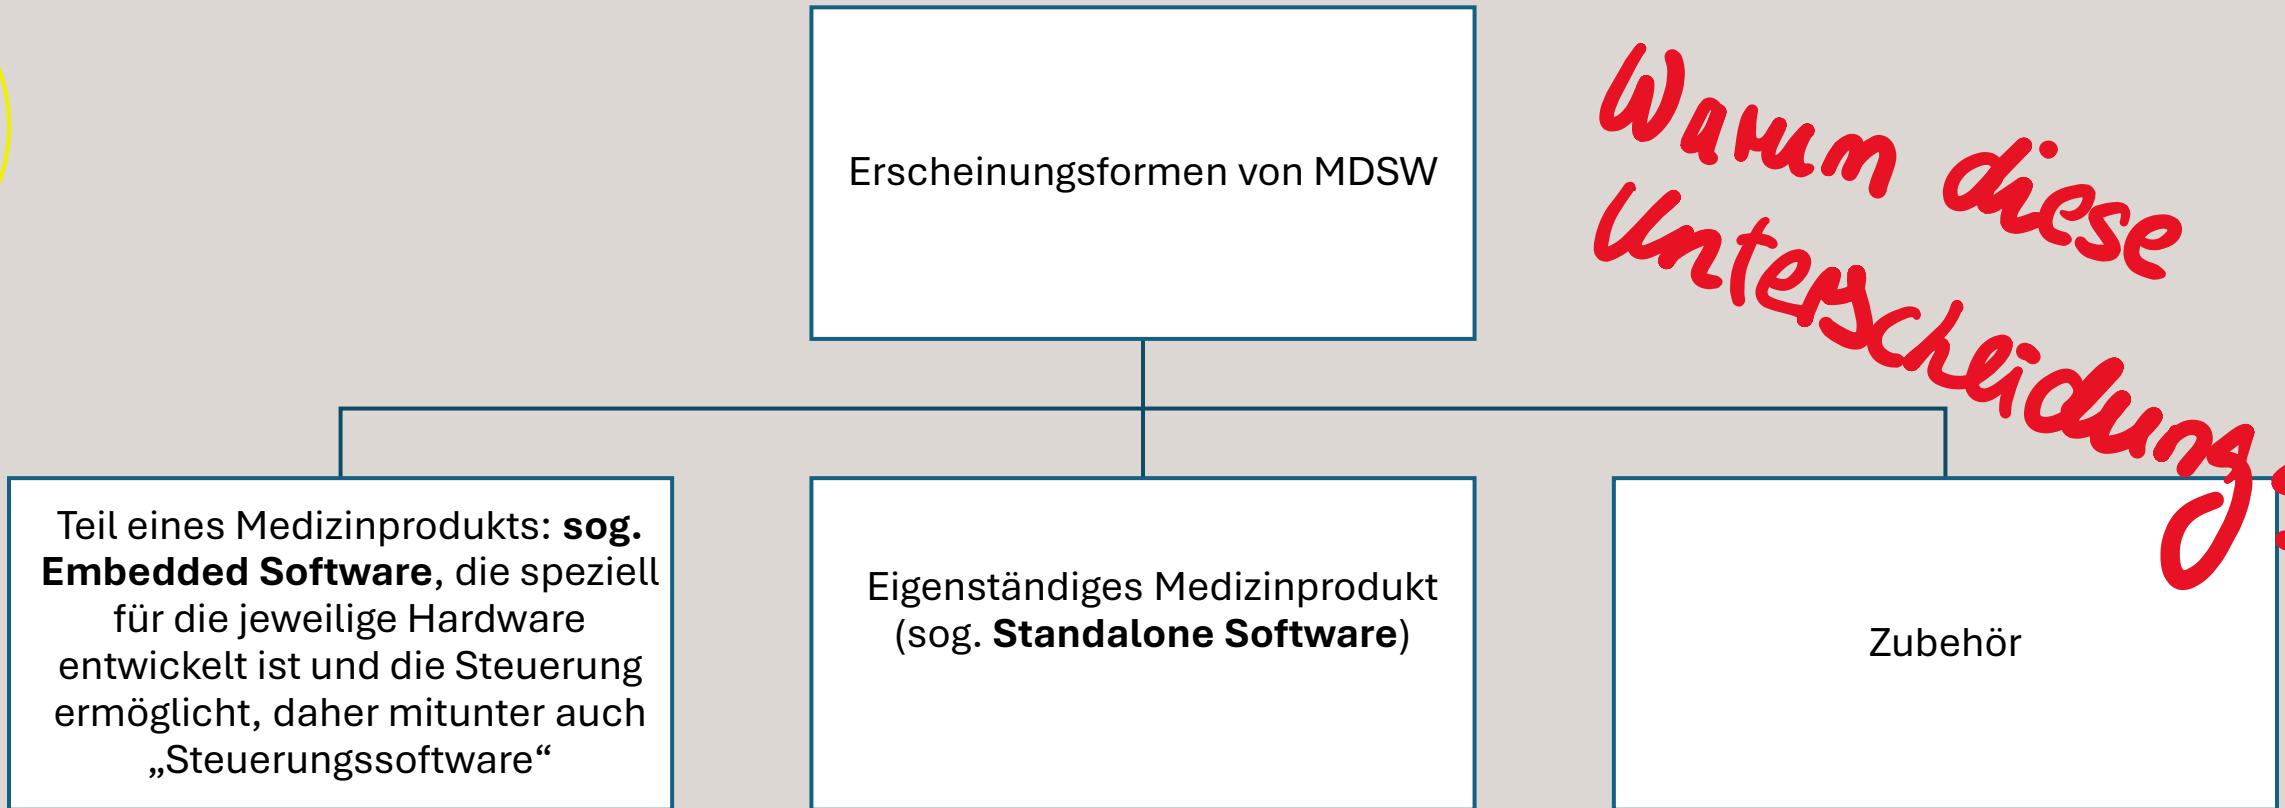 Erscheinungsformen von MDSW
Warum diese
Unterscheidung?
Teil eines Medizinprodukts: sog.
Embedded Software, die speziell
für die jeweilige Hardware
entwickelt ist und die Steuerung
ermöglicht, daher mitunter auch
„Steuerungssoftware“
Eigenständiges Medizinprodukt
(sog. Standalone Software)
Zubehör